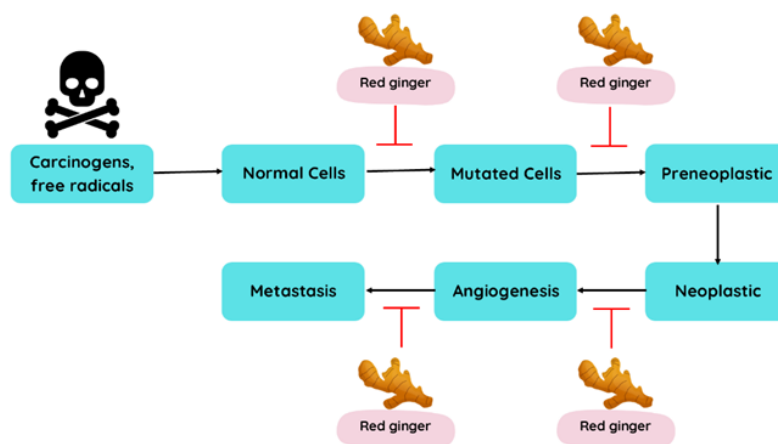 Red ginger
Red ginger
Carcinogens,
free radicals
Normal Cells
Mutated Cells
Preneoplastic
Metastasis
Angiogenesis
Neoplastic
Red ginger
Red ginger